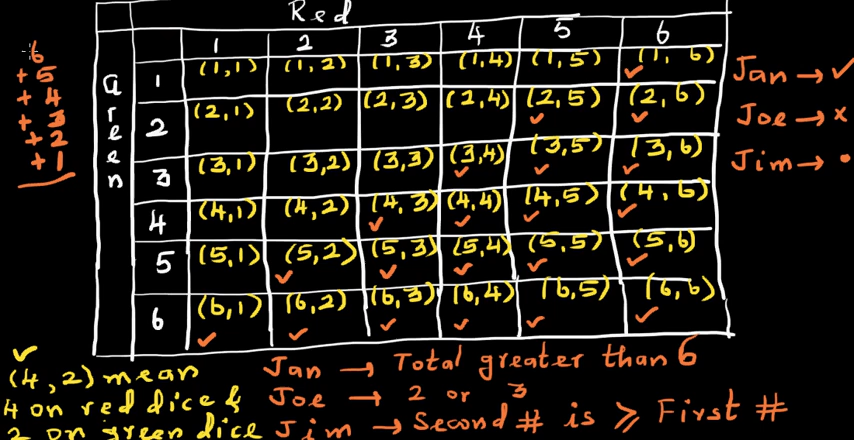 Red
1 2 3 4 5 6
Green
1 (1,1) (1,2) (1,3) (1,4) (1,5) (1,6) ✓
2 (2,1) (2,2) (2,3) (2,4) (2,5) ✓ (2,6) ✓
3 (3,1) (3,2) (3,3) (3,4) ✓ (3,5) ✓ (3,6) ✓
4 (4,1) (4,2) (4,3) ✓ (4,4) ✓ (4,5) ✓ (4,6) ✓
5 (5,1) (5,2) ✓ (5,3) ✓ (5,4) ✓ (5,5) ✓ (5,6) ✓
6 (6,1) ✓ (6,2) ✓ (6,3) ✓ (6,4) ✓ (6,5) ✓ (6,6) ✓
6
+ 5
+ 4
+ 3
+ 2
+ 1
Jan → ✓
Joe → ×
Jim → •
✓
(4,2) mean
4 on red dice &
2 on green dice
Jan → Total greater than 6
Joe → 2 or 3
Jim → Second # is ≥ First #